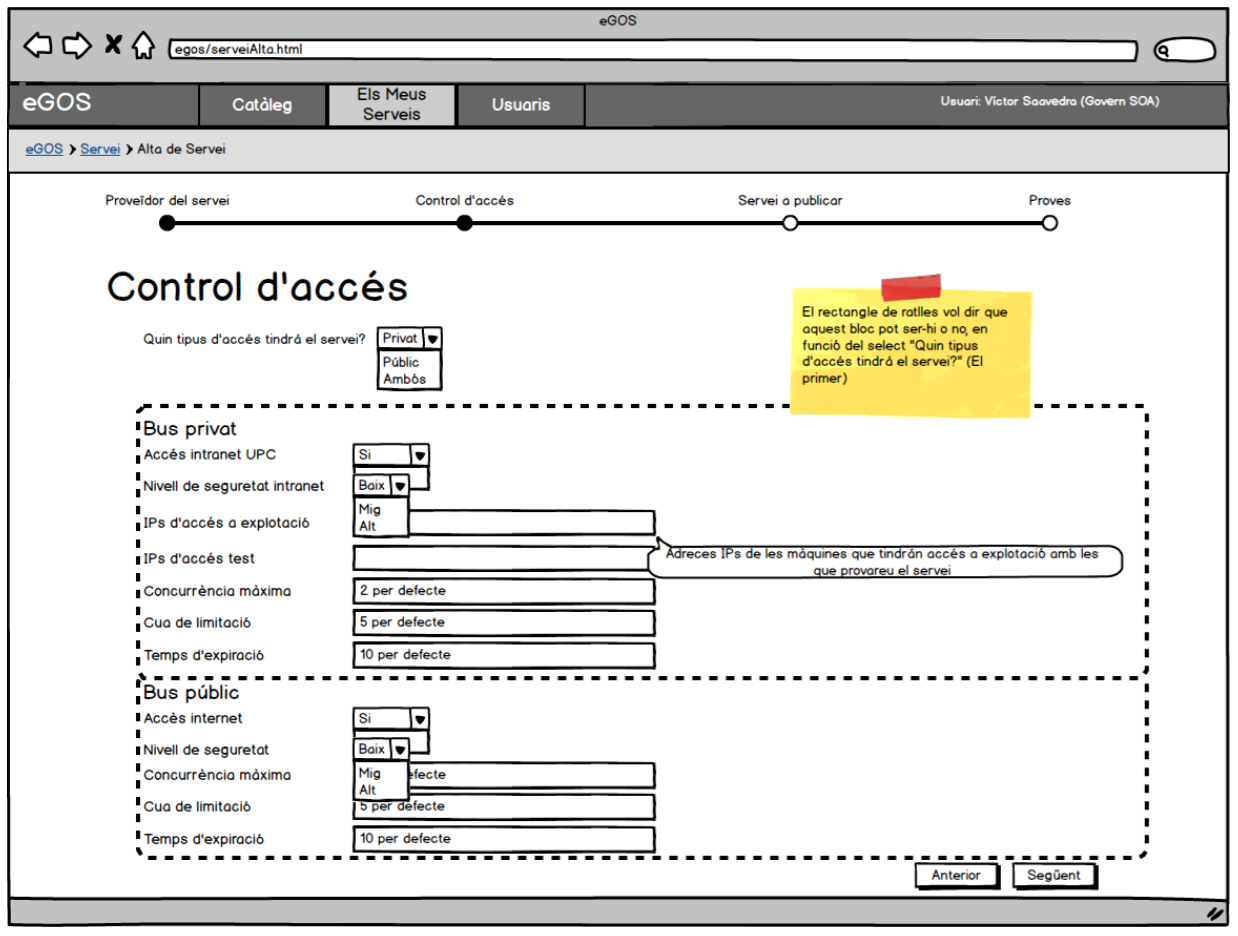 eGOS
egos/serveiAlta.html
eGOS
Catàleg
Els Meus
Serveis
Usuaris
Usuari: Víctor Saavedra (Govern SOA)
eGOS > Servei > Alta de Servei
Proveïdor del servei
Control d'accés
Servei a publicar
Proves
Control d'accés
Quin tipus d'accés tindrá el servei?
Privat
Públic
Ambós
El rectangle de ratlles vol dir que
aquest bloc pot ser-hi o no, en
funció del select "Quin tipus
d'accés tindrá el servei?" (El
primer)
Bus privat
Accés intranet UPC
Si
Nivell de seguretat intranet
Baix
Mig
Alt
IPs d'accés a explotació
IPs d'accés test
Adreces IPs de les màquines que tindrán accés a explotació amb les
que provareu el servei
Concurrència màxima
2 per defecte
Cua de limitació
5 per defecte
Temps d'expiració
10 per defecte
Bus públic
Accès internet
Si
Nivell de seguretat
Baix
Mig
Alt
Concurrència màxima
efecte
Cua de limitació
5 per defecte
Temps d'expiració
10 per defecte
Anterior
Següent